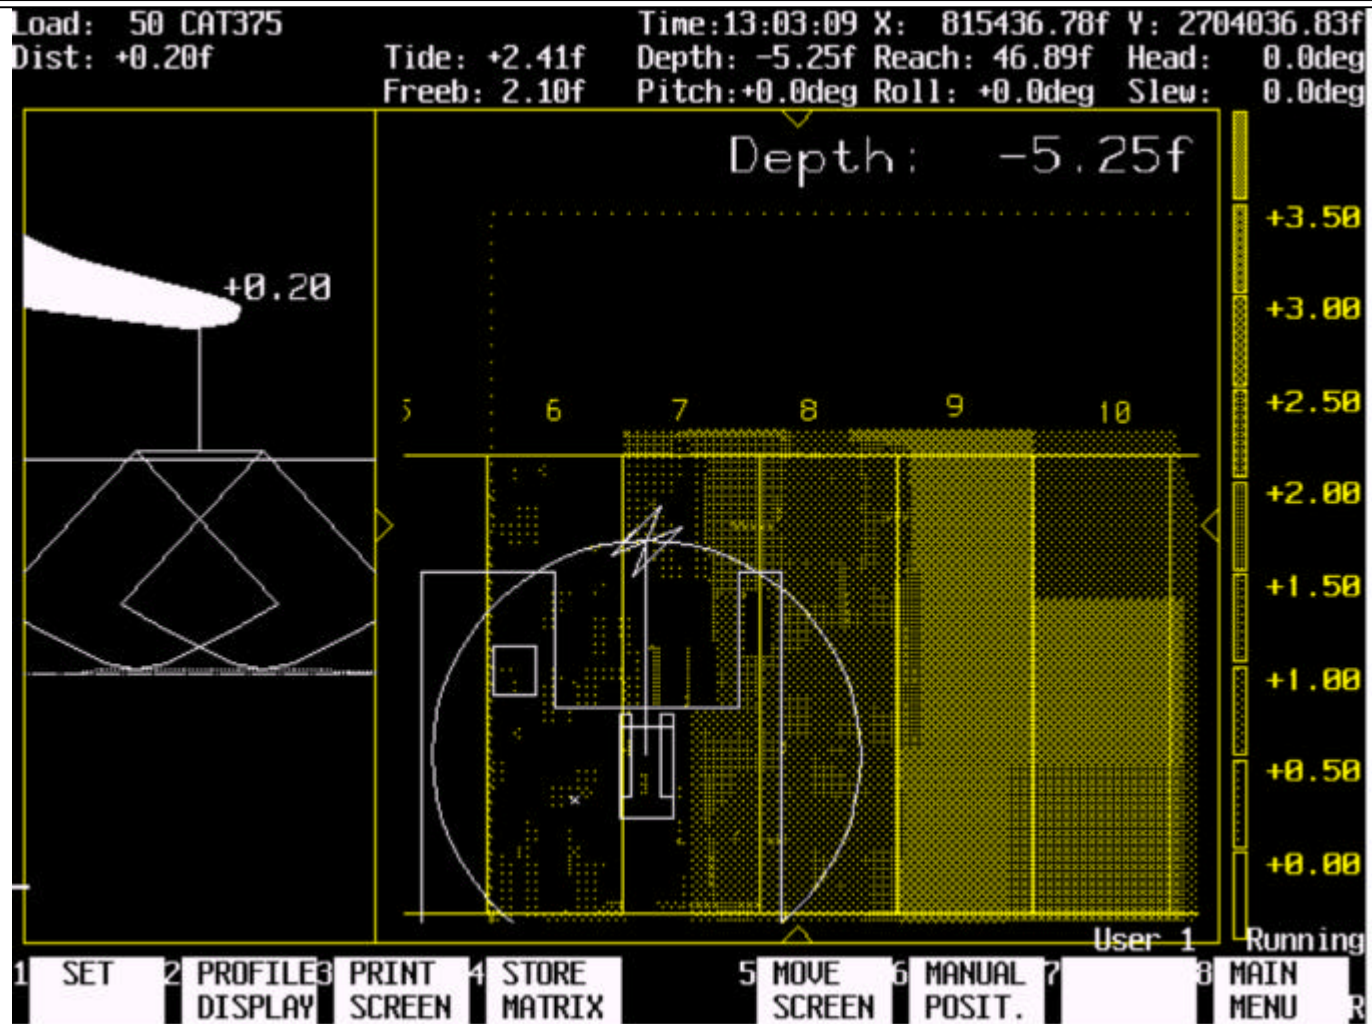 Load: 50 CAT375 Time:13:03:09 X: 815436.78f Y: 2704036.83f
Dist: +0.20f Tide: +2.41f Depth: -5.25f Reach: 46.89f Head: 0.0deg
Freeb: 2.10f Pitch:+0.0deg Roll: +0.0deg Slew: 0.0deg
Depth: -5.25f
+3.50
+0.20
+3.00
+2.50
5 6 7 8 9 10
+2.00
+1.50
+1.00
+0.50
+0.00
User 1 Running
1 SET 2 PROFILE 3 PRINT 4 STORE 5 MOVE 6 MANUAL 7 8 MAIN
DISPLAY SCREEN MATRIX SCREEN POSIT. MENU R